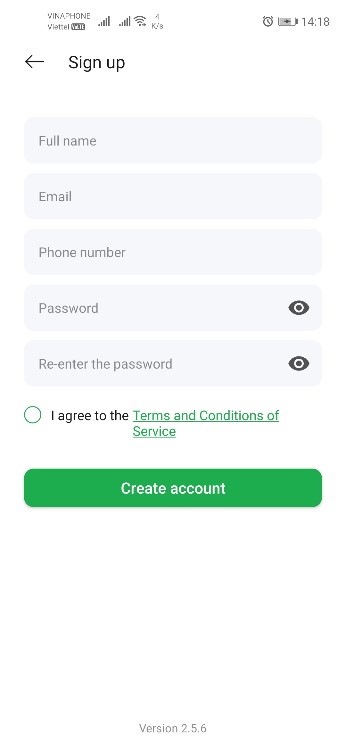 VINAPHONE
Viettel VoLTE
4
K/s
14:18
Sign up
Full name
Email
Phone number
Password
Re-enter the password
I agree to the Terms and Conditions of
Service
Create account
Version 2.5.6